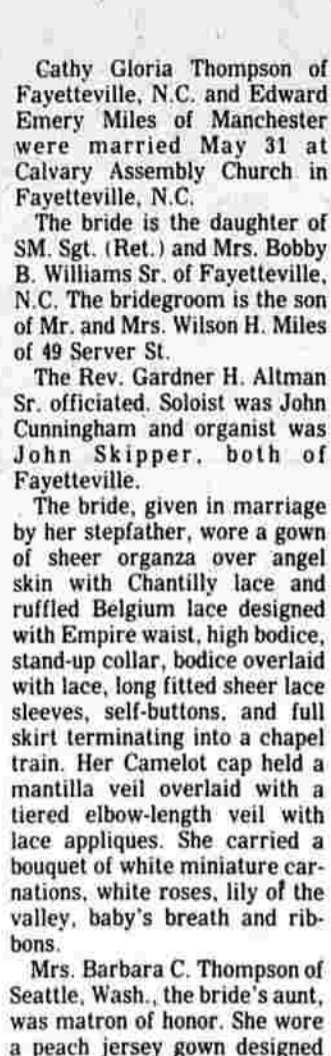 Cathy Gloria Thompson of
Fayetteville, N.C. and Edward
Emery Miles of Manchester
were married May 31 at
Calvary Assembly Church in
Fayetteville, N.C.
The bride is the daughter of
SM. Sgt. (Ret.) and Mrs. Bobby
B. Williams Sr. of Fayetteville,
N.C. The bridegroom is the son
of Mr. and Mrs. Wilson H. Miles
of 49 Server St.
The Rev. Gardner H. Altman
Sr. officiated. Soloist was John
Cunningham and organist was
John Skipper, both of
Fayetteville.
The bride, given in marriage
by her stepfather, wore a gown
of sheer organza over angel
skin with Chantilly lace and
ruffled Belgium lace designed
with Empire waist, high bodice,
stand-up collar, bodice overlaid
with lace, long fitted sheer lace
sleeves, self-buttons, and full
skirt terminating into a chapel
train. Her Camelot cap held a
mantilla veil overlaid with a
tiered elbow-length veil with
lace appliques. She carried a
bouquet of white miniature car-
nations, white roses, lily of the
valley, baby's breath and rib-
bons.
Mrs. Barbara C. Thompson of
Seattle, Wash., the bride's aunt,
was matron of honor. She wore
a peach jersey gown designed